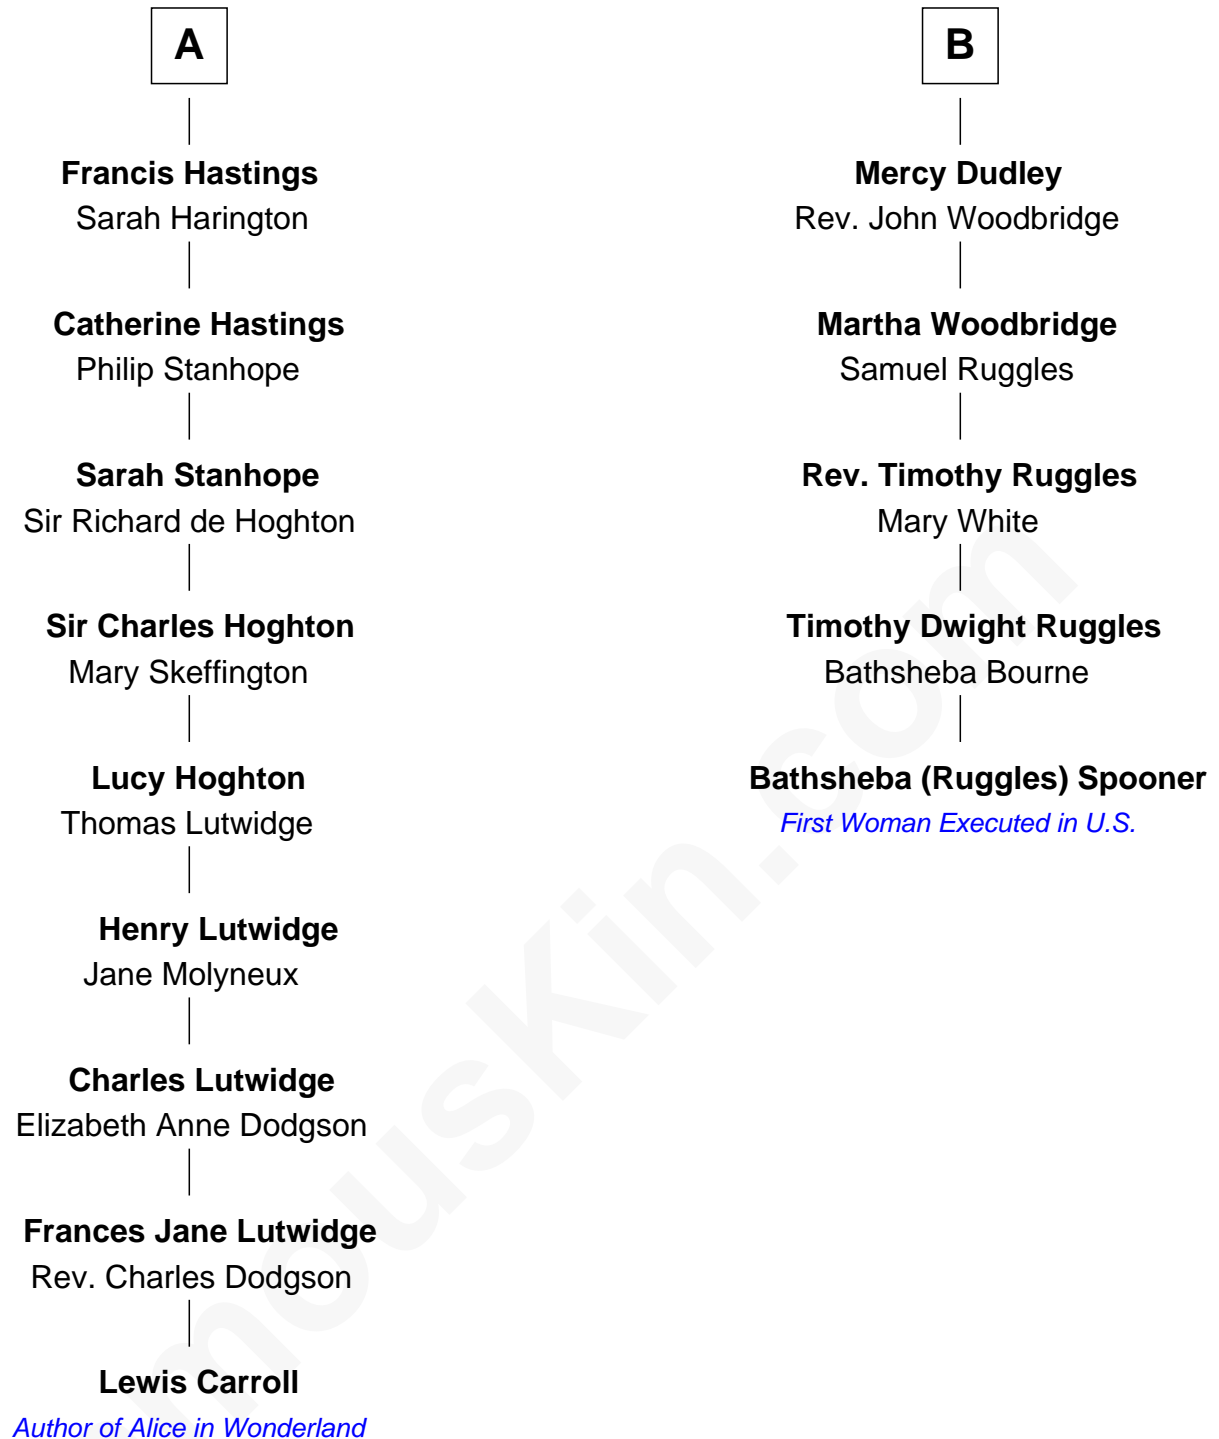 A
Francis Hastings
Sarah Harington
Catherine Hastings
Philip Stanhope
Sarah Stanhope
Sir Richard de Hoghton
Sir Charles Hoghton
Mary Skeffington
Lucy Hoghton
Thomas Lutwidge
Henry Lutwidge
Jane Molyneux
Charles Lutwidge
Elizabeth Anne Dodgson
Frances Jane Lutwidge
Rev. Charles Dodgson
Lewis Carroll
Author of Alice in Wonderland
B
Mercy Dudley
Rev. John Woodbridge
Martha Woodbridge
Samuel Ruggles
Rev. Timothy Ruggles
Mary White
Timothy Dwight Ruggles
Bathsheba Bourne
Bathsheba (Ruggles) Spooner
First Woman Executed in U.S.
mousKin.com